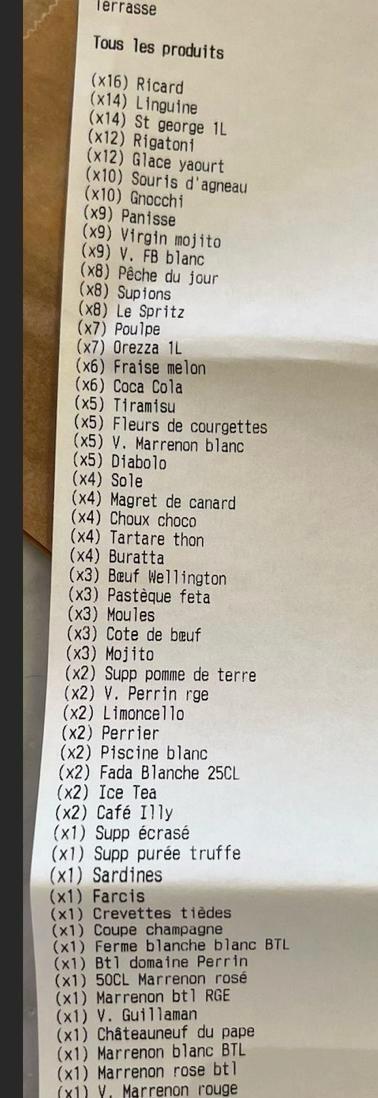 Terrasse
Tous les produits
(x16) Ricard
(x14) Linguine
(x14) St george 1L
(x12) Rigatoni
(x12) Glace yaourt
(x10) Souris d'agneau
(x10) Gnocchi
(x9) Panisse
(x9) Virgin mojito
(x9) V. FB blanc
(x8) Pêche du jour
(x8) Supions
(x8) Le Spritz
(x7) Poulpe
(x7) Orezza 1L
(x6) Fraise melon
(x6) Coca Cola
(x5) Tiramisu
(x5) Fleurs de courgettes
(x5) V. Marrenon blanc
(x5) Diabolo
(x4) Sole
(x4) Magret de canard
(x4) Choux choco
(x4) Tartare thon
(x4) Buratta
(x3) Bœuf Wellington
(x3) Pastèque feta
(x3) Moules
(x3) Cote de bœuf
(x3) Mojito
(x2) Supp pomme de terre
(x2) V. Perrin rge
(x2) Limoncello
(x2) Perrier
(x2) Piscine blanc
(x2) Fada Blanche 25CL
(x2) Ice Tea
(x2) Café Illy
(x1) Supp écrasé
(x1) Supp purée truffe
(x1) Sardines
(x1) Farcis
(x1) Crevettes tièdes
(x1) Coupe champagne
(x1) Ferme blanche blanc BTL
(x1) Btl domaine Perrin
(x1) 50CL Marrenon rosé
(x1) Marrenon btl RGE
(x1) V. Guillaman
(x1) Châteauneuf du pape
(x1) Marrenon blanc BTL
(x1) Marrenon rose btl
(x1) V. Marrenon rouge